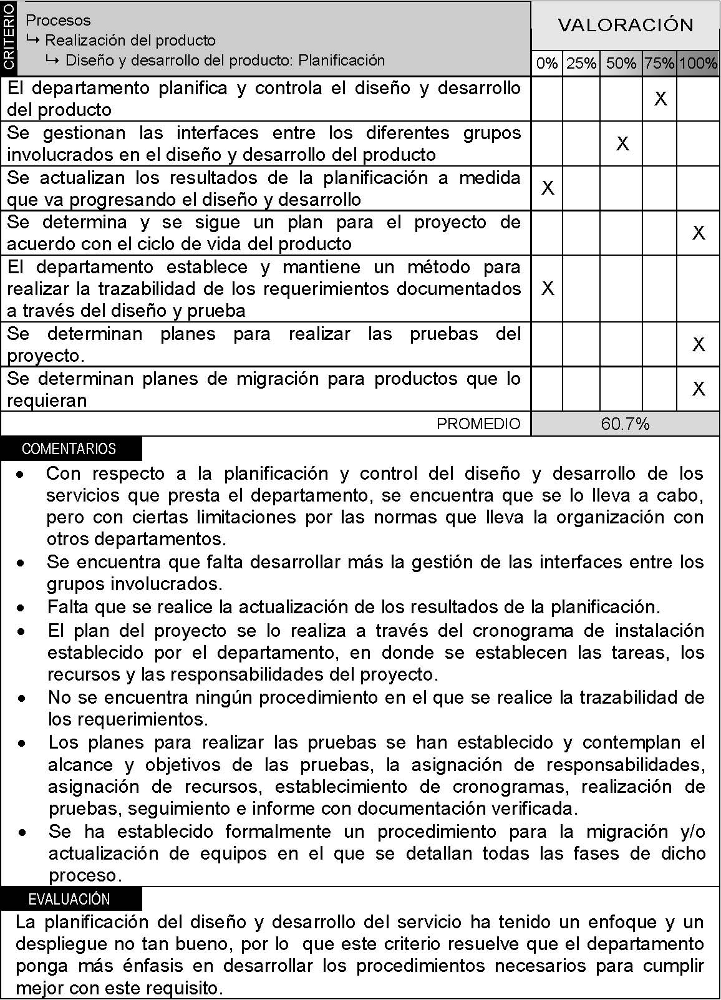 CRITERIO
Procesos
↳ Realización del producto
↳ Diseño y desarrollo del producto: Planificación
VALORACIÓN
0% 25% 50% 75% 100%
El departamento planifica y controla el diseño y desarrollo
del producto
X
Se gestionan las interfaces entre los diferentes grupos
involucrados en el diseño y desarrollo del producto
X
Se actualizan los resultados de la planificación a medida
que va progresando el diseño y desarrollo
X
Se determina y se sigue un plan para el proyecto de
acuerdo con el ciclo de vida del producto
X
El departamento establece y mantiene un método para
realizar la trazabilidad de los requerimientos documentados
a través del diseño y prueba
X
Se determinan planes para realizar las pruebas del
proyecto.
X
Se determinan planes de migración para productos que lo
requieran
X
PROMEDIO 60.7%
COMENTARIOS
• Con respecto a la planificación y control del diseño y desarrollo de los
servicios que presta el departamento, se encuentra que se lo lleva a cabo,
pero con ciertas limitaciones por las normas que lleva la organización con
otros departamentos.
• Se encuentra que falta desarrollar más la gestión de las interfaces entre los
grupos involucrados.
• Falta que se realice la actualización de los resultados de la planificación.
• El plan del proyecto se lo realiza a través del cronograma de instalación
establecido por el departamento, en donde se establecen las tareas, los
recursos y las responsabilidades del proyecto.
• No se encuentra ningún procedimiento en el que se realice la trazabilidad de
los requerimientos.
• Los planes para realizar las pruebas se han establecido y contemplan el
alcance y objetivos de las pruebas, la asignación de responsabilidades,
asignación de recursos, establecimiento de cronogramas, realización de
pruebas, seguimiento e informe con documentación verificada.
• Se ha establecido formalmente un procedimiento para la migración y/o
actualización de equipos en el que se detallan todas las fases de dicho
proceso.
EVALUACIÓN
La planificación del diseño y desarrollo del servicio ha tenido un enfoque y un
despliegue no tan bueno, por lo que este criterio resuelve que el departamento
ponga más énfasis en desarrollar los procedimientos necesarios para cumplir
mejor con este requisito.